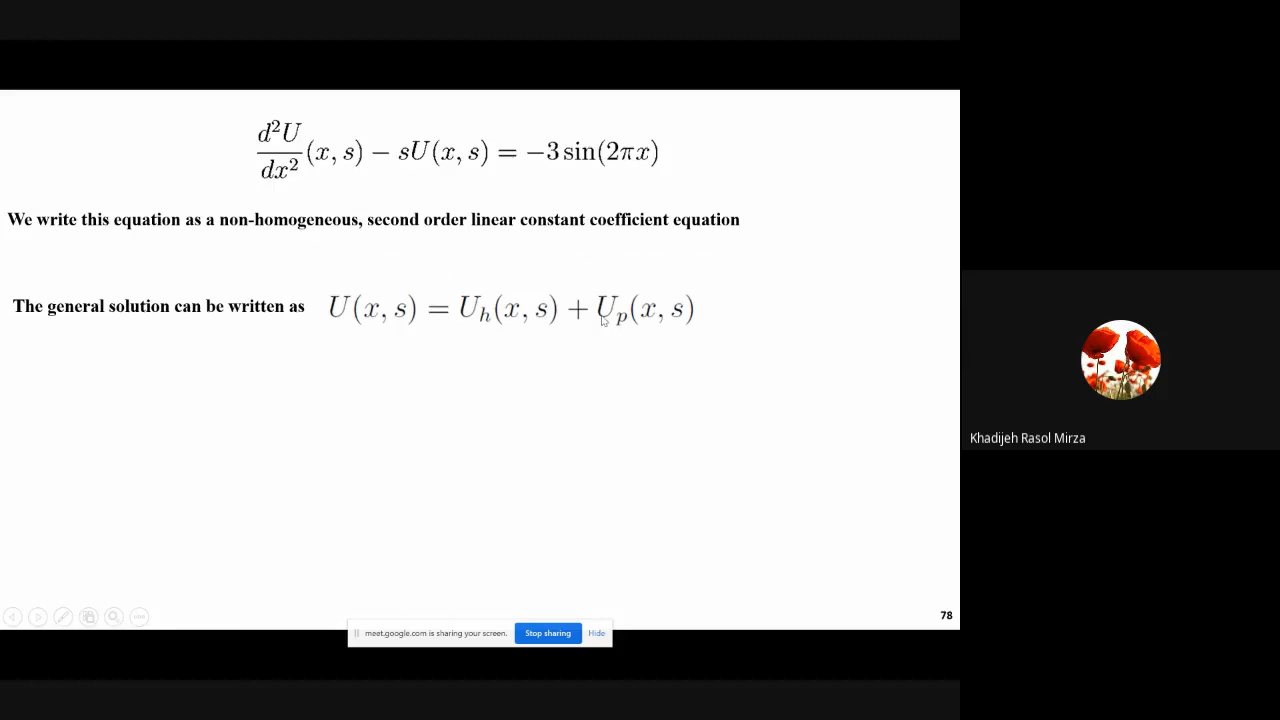 d²U/dx² (x, s) − sU(x, s) = −3 sin(2πx)
We write this equation as a non-homogeneous, second order linear constant coefficient equation
The general solution can be written as U(x, s) = Uₕ(x, s) + Uₚ(x, s)
Khadijeh Rasol Mirza
78
meet.google.com is sharing your screen. Stop sharing Hide